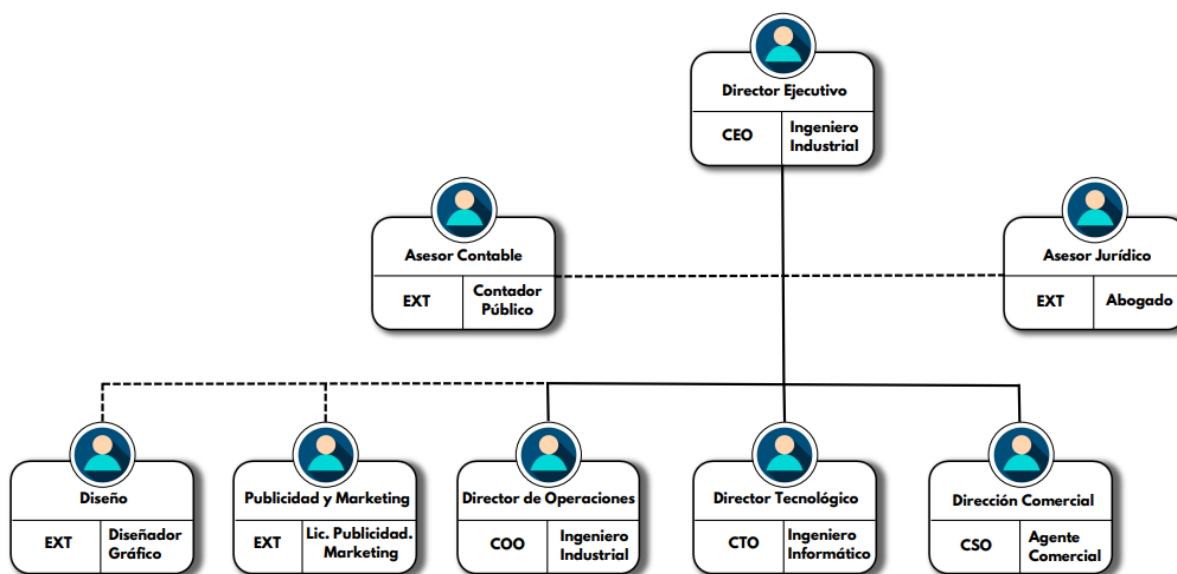 Director Ejecutivo
CEO
Ingeniero
Industrial
Asesor Contable
EXT
Contador
Público
Asesor Jurídico
EXT
Abogado
Diseño
EXT
Diseñador
Gráfico
Publicidad y Marketing
EXT
Lic. Publicidad.
Marketing
Director de Operaciones
COO
Ingeniero
Industrial
Director Tecnológico
CTO
Ingeniero
Informático
Dirección Comercial
CSO
Agente
Comercial